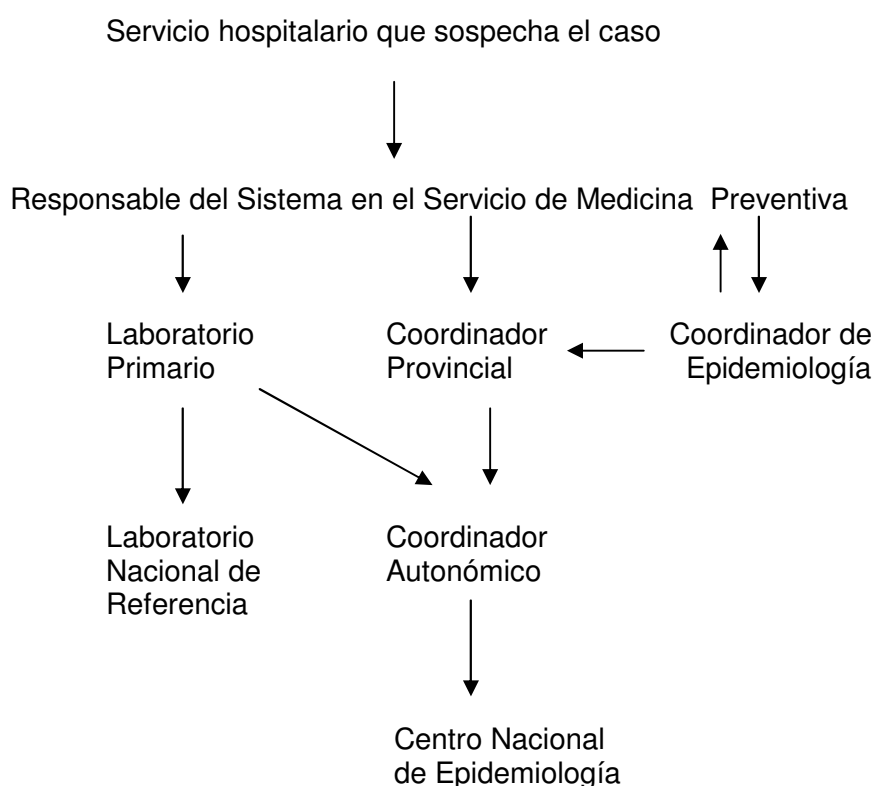 Servicio hospitalario que sospecha el caso
Responsable del Sistema en el Servicio de Medicina Preventiva
Laboratorio
Primario
Coordinador
Provincial
Coordinador de
Epidemiología
Laboratorio
Nacional de
Referencia
Coordinador
Autonómico
Centro Nacional
de Epidemiología